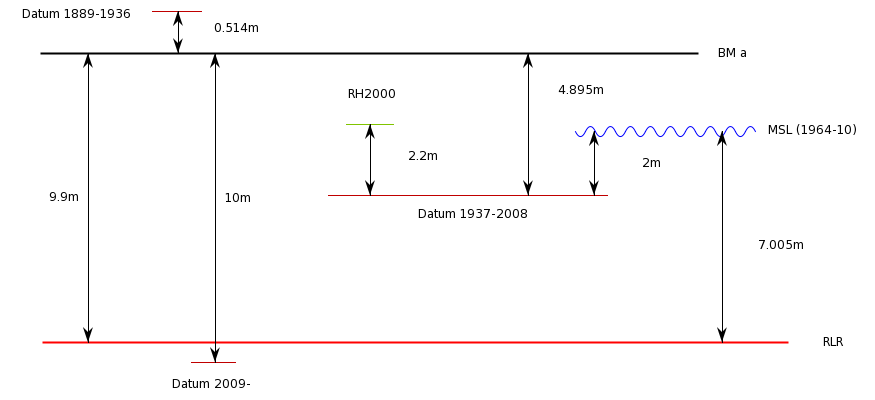 Datum 1889-1936
0.514m
BM a
RH2000
4.895m
MSL (1964-10)
2.2m
2m
9.9m
10m
Datum 1937-2008
7.005m
RLR
Datum 2009-